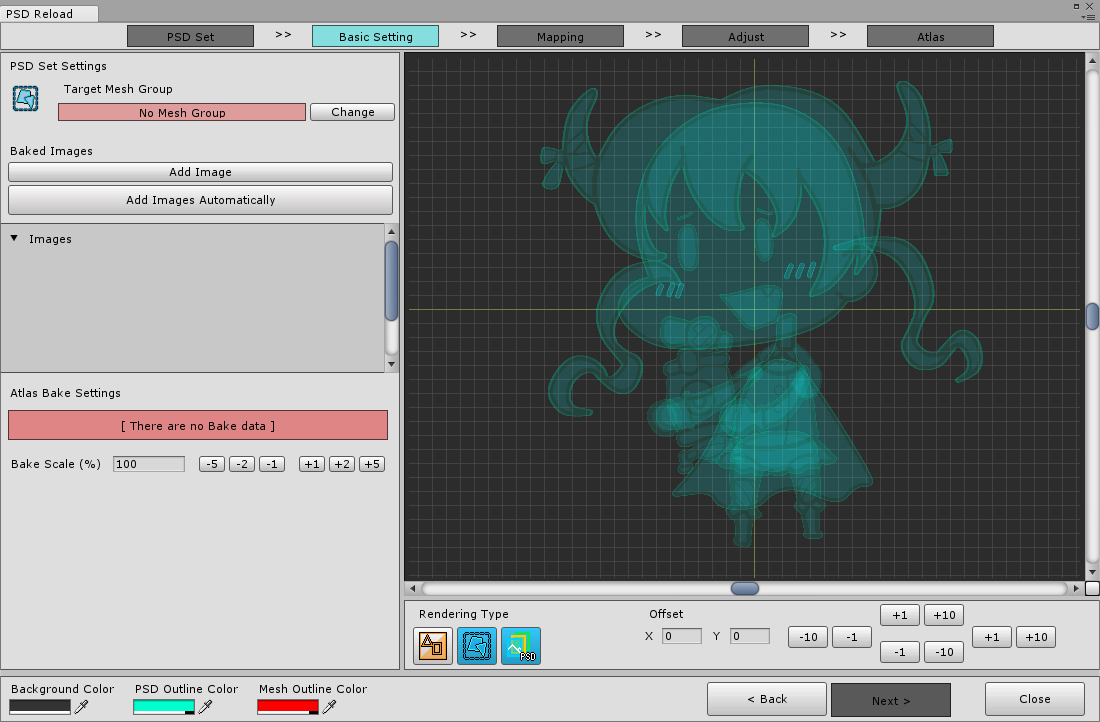 PSD Reload
PSD Set >> Basic Setting >> Mapping >> Adjust >> Atlas
PSD Set Settings
Target Mesh Group
No Mesh Group Change
Baked Images
Add Image
Add Images Automatically
▼ Images
Atlas Bake Settings
[ There are no Bake data ]
Bake Scale (%) 100 -5 -2 -1 +1 +2 +5
Rendering Type
PSD
Offset
X 0 Y 0
-10 -1
+1 +10
-1 -10
+1 +10
Background Color PSD Outline Color Mesh Outline Color
< Back Next > Close